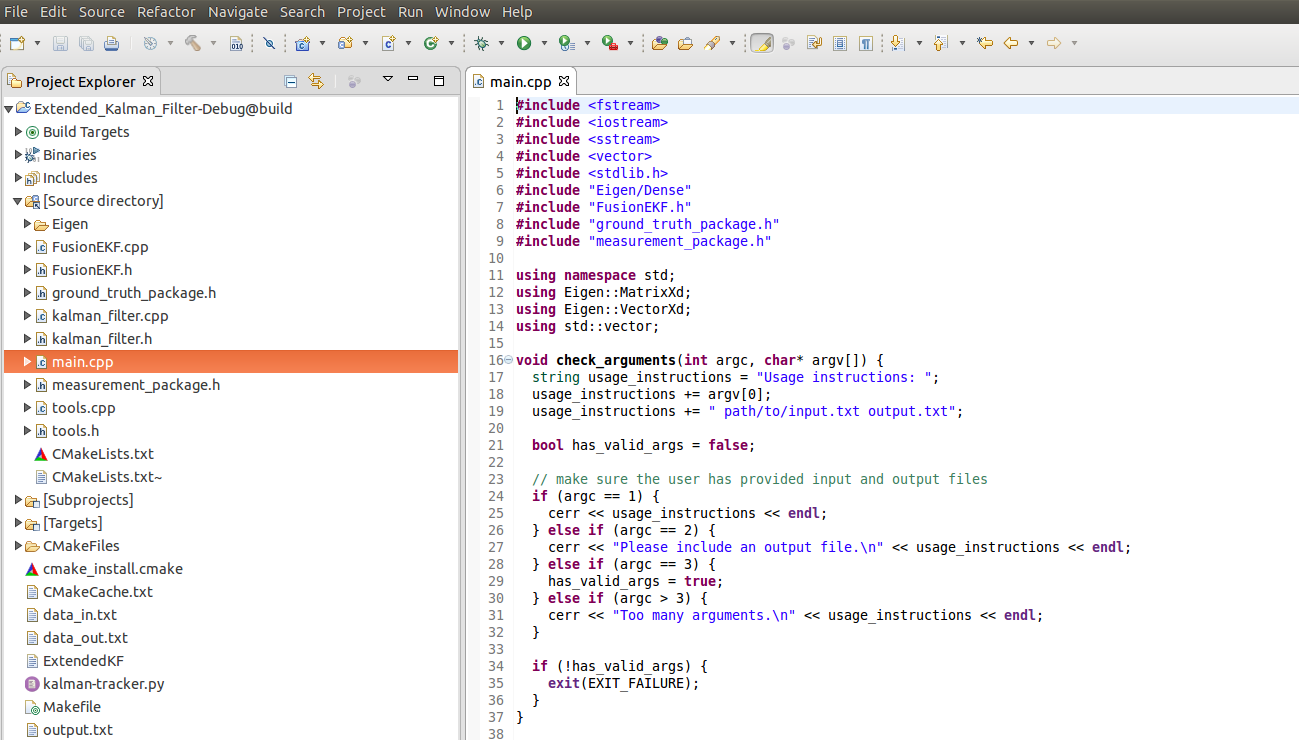 File Edit Source Refactor Navigate Search Project Run Window Help
Project Explorer
Extended_Kalman_Filter-Debug@build
Build Targets
Binaries
Includes
[Source directory]
Eigen
FusionEKF.cpp
FusionEKF.h
ground_truth_package.h
kalman_filter.cpp
kalman_filter.h
main.cpp
measurement_package.h
tools.cpp
tools.h
CMakeLists.txt
CMakeLists.txt~
[Subprojects]
[Targets]
CMakeFiles
cmake_install.cmake
CMakeCache.txt
data_in.txt
data_out.txt
ExtendedKF
kalman-tracker.py
Makefile
output.txt
main.cpp
1 #include <fstream>
2 #include <iostream>
3 #include <sstream>
4 #include <vector>
5 #include <stdlib.h>
6 #include "Eigen/Dense"
7 #include "FusionEKF.h"
8 #include "ground_truth_package.h"
9 #include "measurement_package.h"
10
11 using namespace std;
12 using Eigen::MatrixXd;
13 using Eigen::VectorXd;
14 using std::vector;
15
16 void check_arguments(int argc, char* argv[]) {
17   string usage_instructions = "Usage instructions: ";
18   usage_instructions += argv[0];
19   usage_instructions += " path/to/input.txt output.txt";
20
21   bool has_valid_args = false;
22
23   // make sure the user has provided input and output files
24   if (argc == 1) {
25     cerr << usage_instructions << endl;
26   } else if (argc == 2) {
27     cerr << "Please include an output file.\n" << usage_instructions << endl;
28   } else if (argc == 3) {
29     has_valid_args = true;
30   } else if (argc > 3) {
31     cerr << "Too many arguments.\n" << usage_instructions << endl;
32   }
33
34   if (!has_valid_args) {
35     exit(EXIT_FAILURE);
36   }
37 }
38